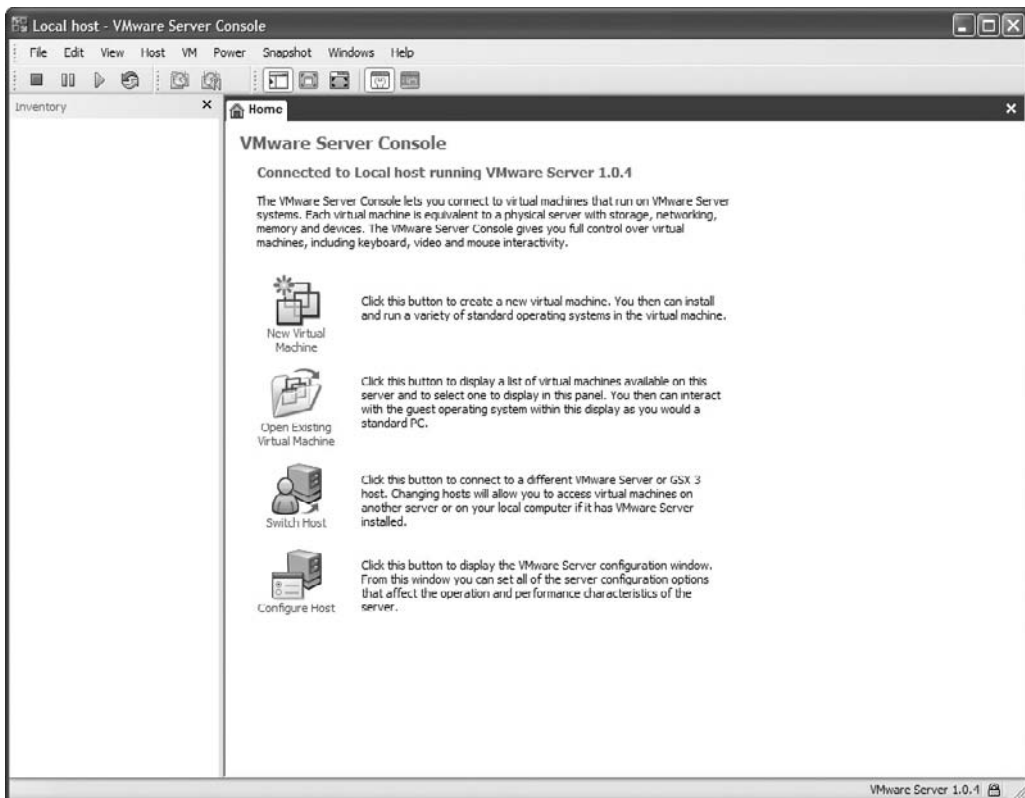 Local host - VMware Server Console
File Edit View Host VM Power Snapshot Windows Help
Inventory
Home
VMware Server Console
Connected to Local host running VMware Server 1.0.4
The VMware Server Console lets you connect to virtual machines that run on VMware Server
systems. Each virtual machine is equivalent to a physical server with storage, networking,
memory and devices. The VMware Server Console gives you full control over virtual
machines, including keyboard, video and mouse interactivity.
New Virtual
Machine
Click this button to create a new virtual machine. You then can install
and run a variety of standard operating systems in the virtual machine.
Open Existing
Virtual Machine
Click this button to display a list of virtual machines available on this
server and to select one to display in this panel. You then can interact
with the guest operating system within this display as you would a
standard PC.
Switch Host
Click this button to connect to a different VMware Server or GSX 3
host. Changing hosts will allow you to access virtual machines on
another server or on your local computer if it has VMware Server
installed.
Configure Host
Click this button to display the VMware Server configuration window.
From this window you can set all of the server configuration options
that affect the operation and performance characteristics of the
server.
VMware Server 1.0.4